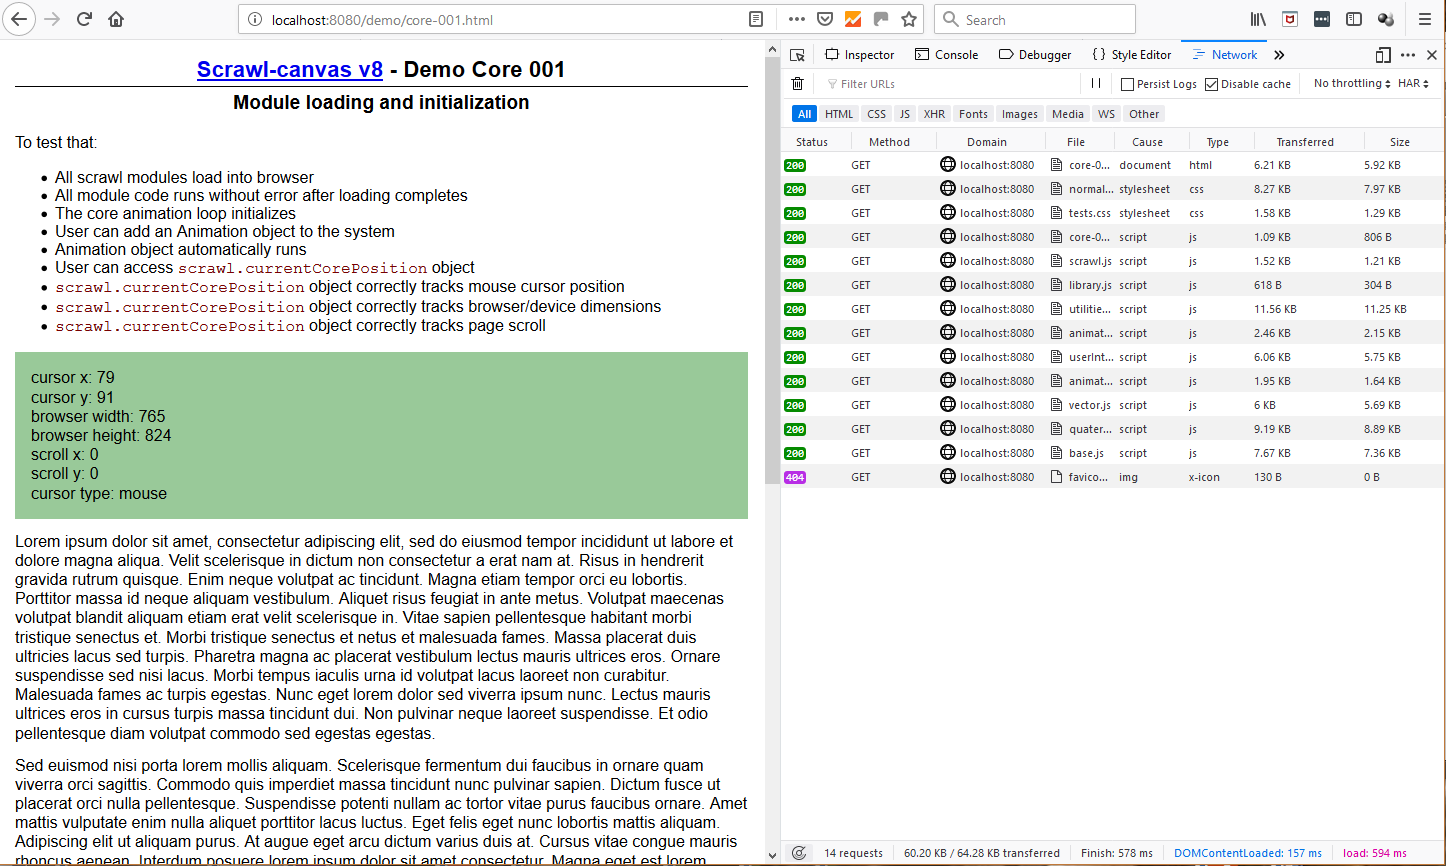 localhost:8080/demo/core-001.html
Search
Scrawl-canvas v8 - Demo Core 001
Module loading and initialization
To test that:
All scrawl modules load into browser
All module code runs without error after loading completes
The core animation loop initializes
User can add an Animation object to the system
Animation object automatically runs
User can access scrawl.currentCorePosition object
scrawl.currentCorePosition object correctly tracks mouse cursor position
scrawl.currentCorePosition object correctly tracks browser/device dimensions
scrawl.currentCorePosition object correctly tracks page scroll
cursor x: 79
cursor y: 91
browser width: 765
browser height: 824
scroll x: 0
scroll y: 0
cursor type: mouse
Lorem ipsum dolor sit amet, consectetur adipiscing elit, sed do eiusmod tempor incididunt ut labore et
dolore magna aliqua. Velit scelerisque in dictum non consectetur a erat nam at. Risus in hendrerit
gravida rutrum quisque. Enim neque volutpat ac tincidunt. Magna etiam tempor orci eu lobortis.
Porttitor massa id neque aliquam vestibulum. Aliquet risus feugiat in ante metus. Volutpat maecenas
volutpat blandit aliquam etiam erat velit scelerisque in. Vitae sapien pellentesque habitant morbi
tristique senectus et. Morbi tristique senectus et netus et malesuada fames. Massa placerat duis
ultricies lacus sed turpis. Pharetra magna ac placerat vestibulum lectus mauris ultrices eros. Ornare
suspendisse sed nisi lacus. Morbi tempus iaculis urna id volutpat lacus laoreet non curabitur.
Malesuada fames ac turpis egestas. Nunc eget lorem dolor sed viverra ipsum nunc. Lectus mauris
ultrices eros in cursus turpis massa tincidunt dui. Non pulvinar neque laoreet suspendisse. Et odio
pellentesque diam volutpat commodo sed egestas egestas.
Sed euismod nisi porta lorem mollis aliquam. Scelerisque fermentum dui faucibus in ornare quam
viverra orci sagittis. Commodo quis imperdiet massa tincidunt nunc pulvinar sapien. Dictum fusce ut
placerat orci nulla pellentesque. Suspendisse potenti nullam ac tortor vitae purus faucibus ornare. Amet
mattis vulputate enim nulla aliquet porttitor lacus luctus. Eget felis eget nunc lobortis mattis aliquam.
Adipiscing elit ut aliquam purus. At augue eget arcu dictum varius duis at. Cursus vitae congue mauris
rhoncus aenean. Interdum posuere lorem ipsum dolor sit amet consectetur. Magna eget est lorem
Inspector Console Debugger { } Style Editor Network »
Filter URLs Persist Logs Disable cache No throttling HAR
All HTML CSS JS XHR Fonts Images Media WS Other
Status Method Domain File Cause Type Transferred Size
200 GET localhost:8080 core-0... document html 6.21 KB 5.92 KB
200 GET localhost:8080 normal... stylesheet css 8.27 KB 7.97 KB
200 GET localhost:8080 tests.css stylesheet css 1.58 KB 1.29 KB
200 GET localhost:8080 core-0... script js 1.09 KB 806 B
200 GET localhost:8080 scrawl.js script js 1.52 KB 1.21 KB
200 GET localhost:8080 library.js script js 618 B 304 B
200 GET localhost:8080 utilitie... script js 11.56 KB 11.25 KB
200 GET localhost:8080 animat... script js 2.46 KB 2.15 KB
200 GET localhost:8080 userInt... script js 6.06 KB 5.75 KB
200 GET localhost:8080 animat... script js 1.95 KB 1.64 KB
200 GET localhost:8080 vector.js script js 6 KB 5.69 KB
200 GET localhost:8080 quater... script js 9.19 KB 8.89 KB
200 GET localhost:8080 base.js script js 7.67 KB 7.36 KB
404 GET localhost:8080 favico... img x-icon 130 B 0 B
14 requests 60.20 KB / 64.28 KB transferred Finish: 578 ms DOMContentLoaded: 157 ms load: 594 ms